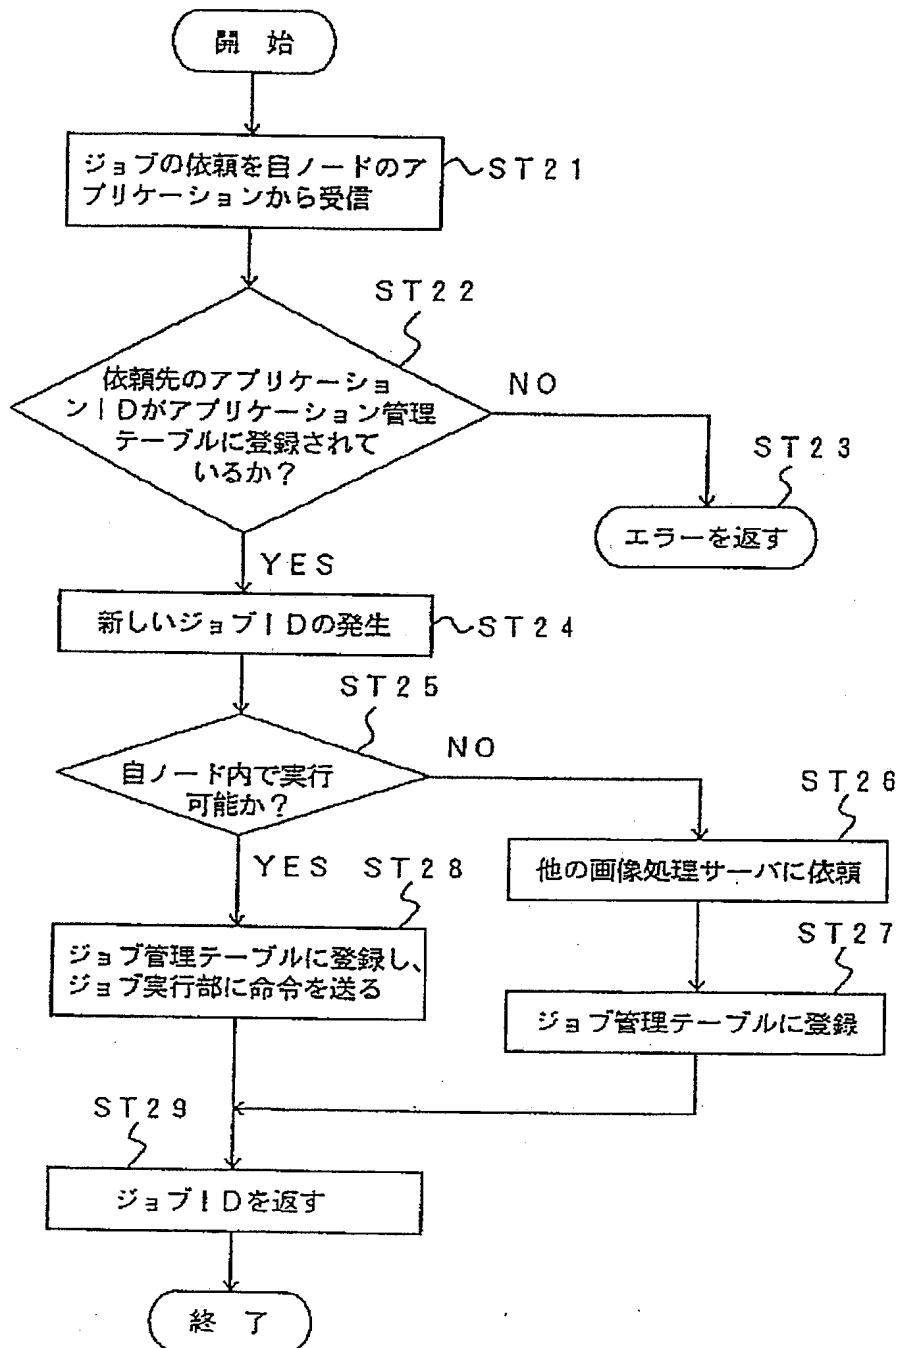 開 始
ジョブの依頼を自ノードのア
プリケーションから受信
ST21
ST22
依頼先のアプリケーショ
ンIDがアプリケーション管理
テーブルに登録されて
いるか?
NO
ST23
エラーを返す
YES
新しいジョブIDの発生
ST24
ST25
自ノード内で実行
可能か?
NO
ST26
他の画像処理サーバに依頼
YES
ST28
ジョブ管理テーブルに登録し、
ジョブ実行部に命令を送る
ST27
ジョブ管理テーブルに登録
ST29
ジョブIDを返す
終 了